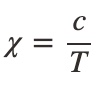 χ = c/T